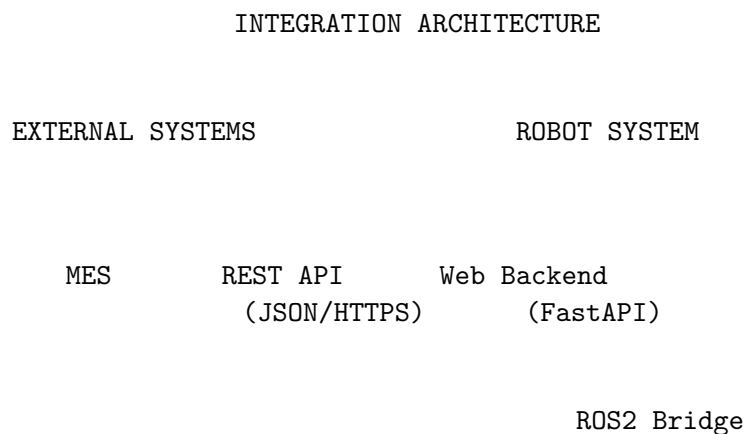 INTEGRATION ARCHITECTURE
EXTERNAL SYSTEMS ROBOT SYSTEM
MES REST API Web Backend
(JSON/HTTPS) (FastAPI)
ROS2 Bridge